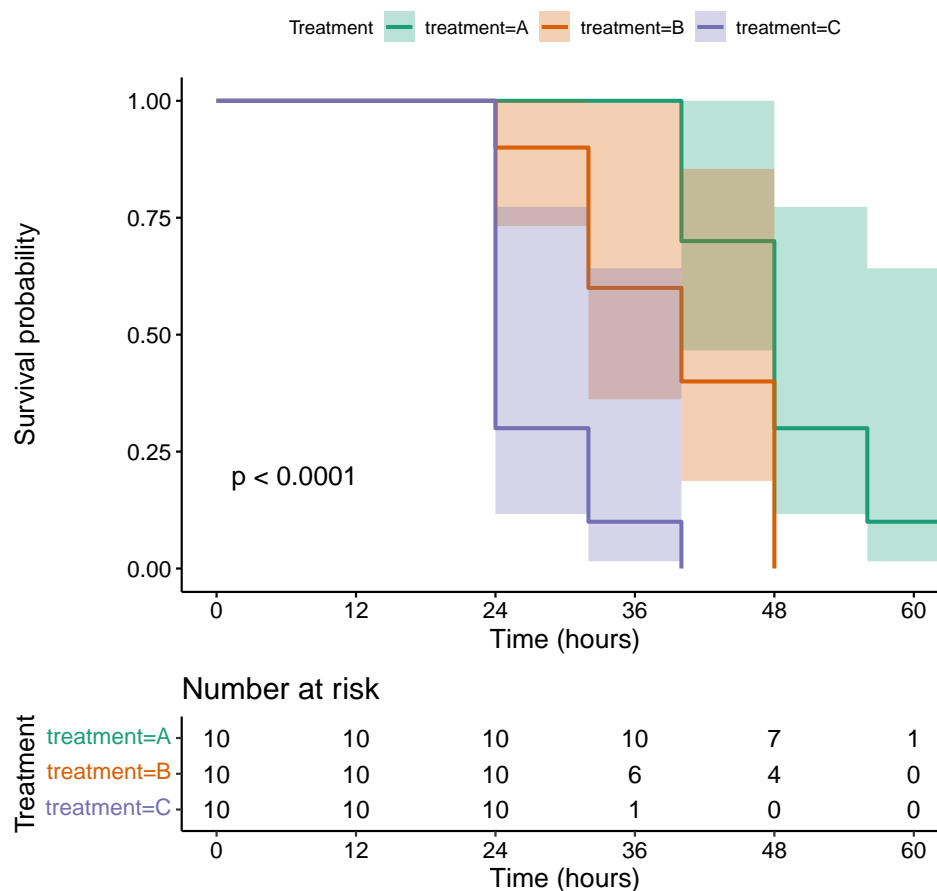 Treatment treatment=A treatment=B treatment=C
Survival probability
1.00
0.75
0.50
0.25
0.00
p < 0.0001
0 12 24 36 48 60
Time (hours)
Number at risk
Treatment
treatment=A 10 10 10 10 7 1
treatment=B 10 10 10 6 4 0
treatment=C 10 10 10 1 0 0
0 12 24 36 48 60
Time (hours)